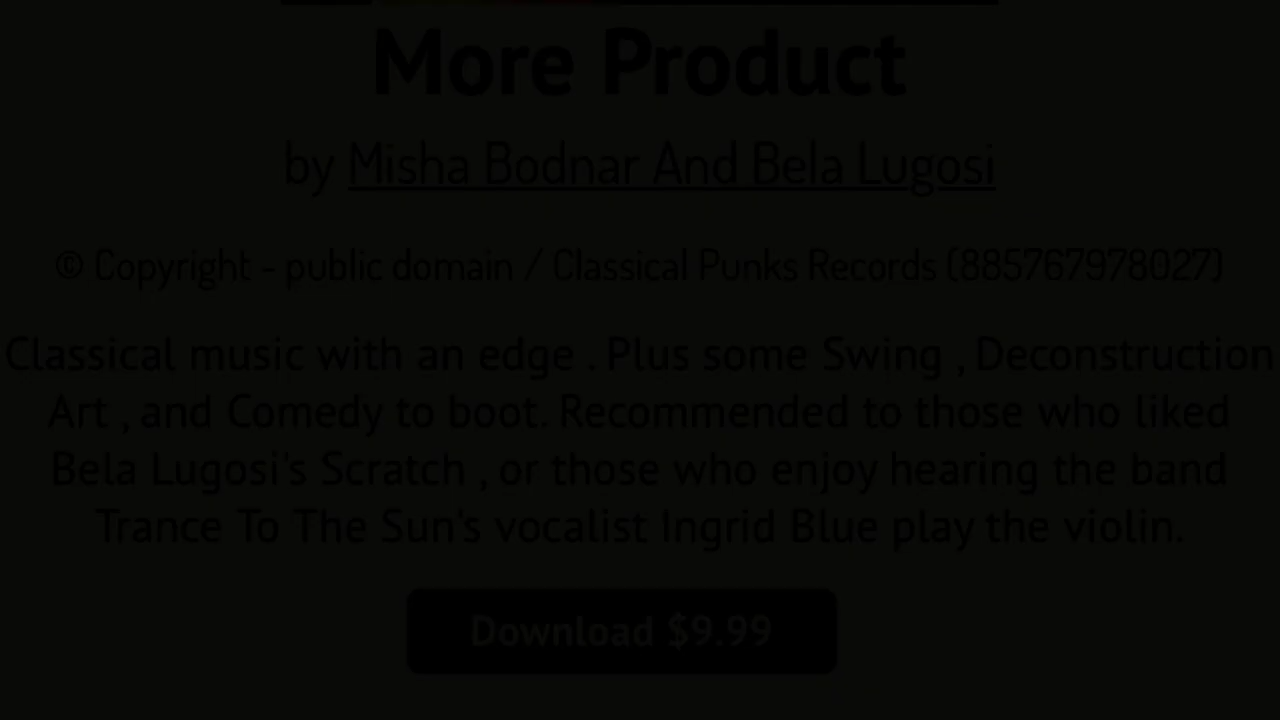 More Product
by Misha Bodnar And Bela Lugosi
© Copyright - public domain / Classical Punks Records (885767978027)
Classical music with an edge . Plus some Swing , Deconstruction
Art , and Comedy to boot. Recommended to those who liked
Bela Lugosi's Scratch , or those who enjoy hearing the band
Trance To The Sun's vocalist Ingrid Blue play the violin.
Download $9.99